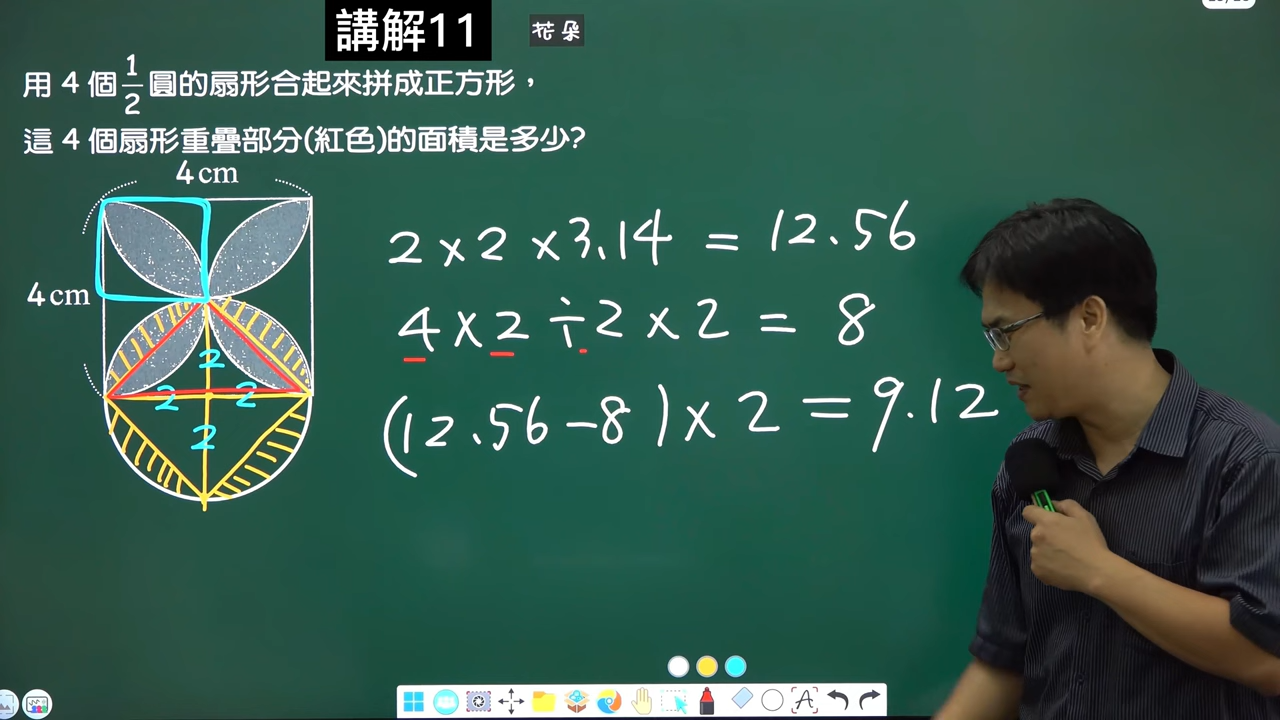 講解11
花朵
用 4 個 1/2 圓的扇形合起來拼成正方形，
這 4 個扇形重疊部分(紅色)的面積是多少?
4 cm
4 cm
2
2 2
2
2 x 2 x 3.14 = 12.56
4 x 2 ÷ 2 x 2 = 8
(12.56 - 8) x 2 = 9.12